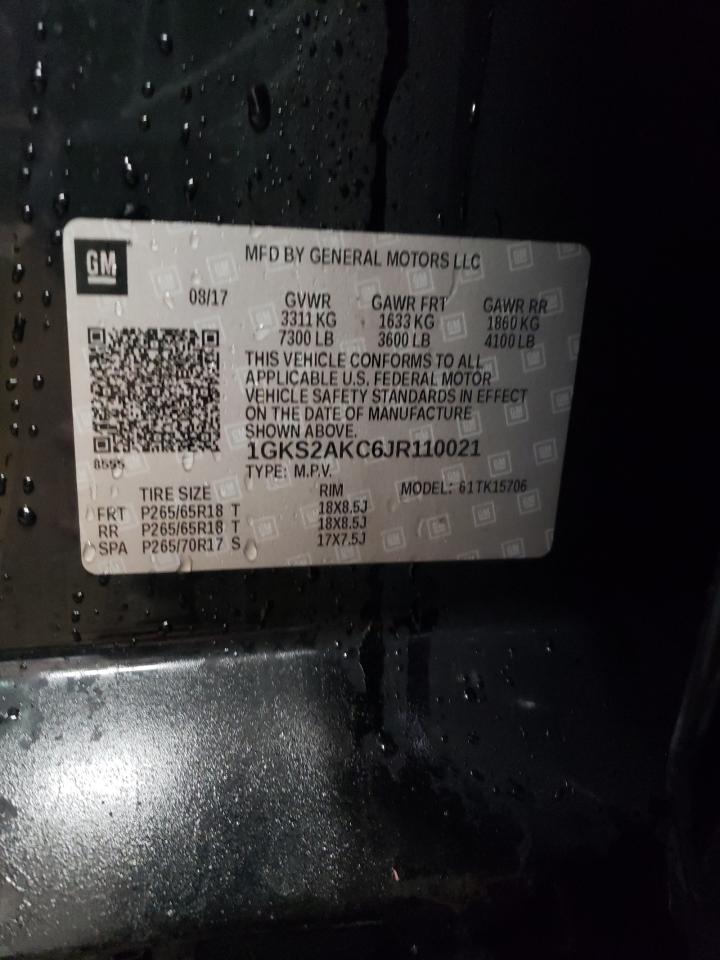 GM
MFD BY GENERAL MOTORS LLC
08/17 GVWR GAWR FRT GAWR RR
3311 KG 1633 KG 1860 KG
7300 LB 3600 LB 4100 LB
THIS VEHICLE CONFORMS TO ALL
APPLICABLE U.S. FEDERAL MOTOR
VEHICLE SAFETY STANDARDS IN EFFECT
ON THE DATE OF MANUFACTURE
SHOWN ABOVE.
1GKS2AKC6JR110021
8595
TYPE: M.P.V.
TIRE SIZE RIM MODEL: 61TK15706
FRT P265/65R18 T 18X8.5J
RR P265/65R18 T 18X8.5J
SPA P265/70R17 S 17X7.5J